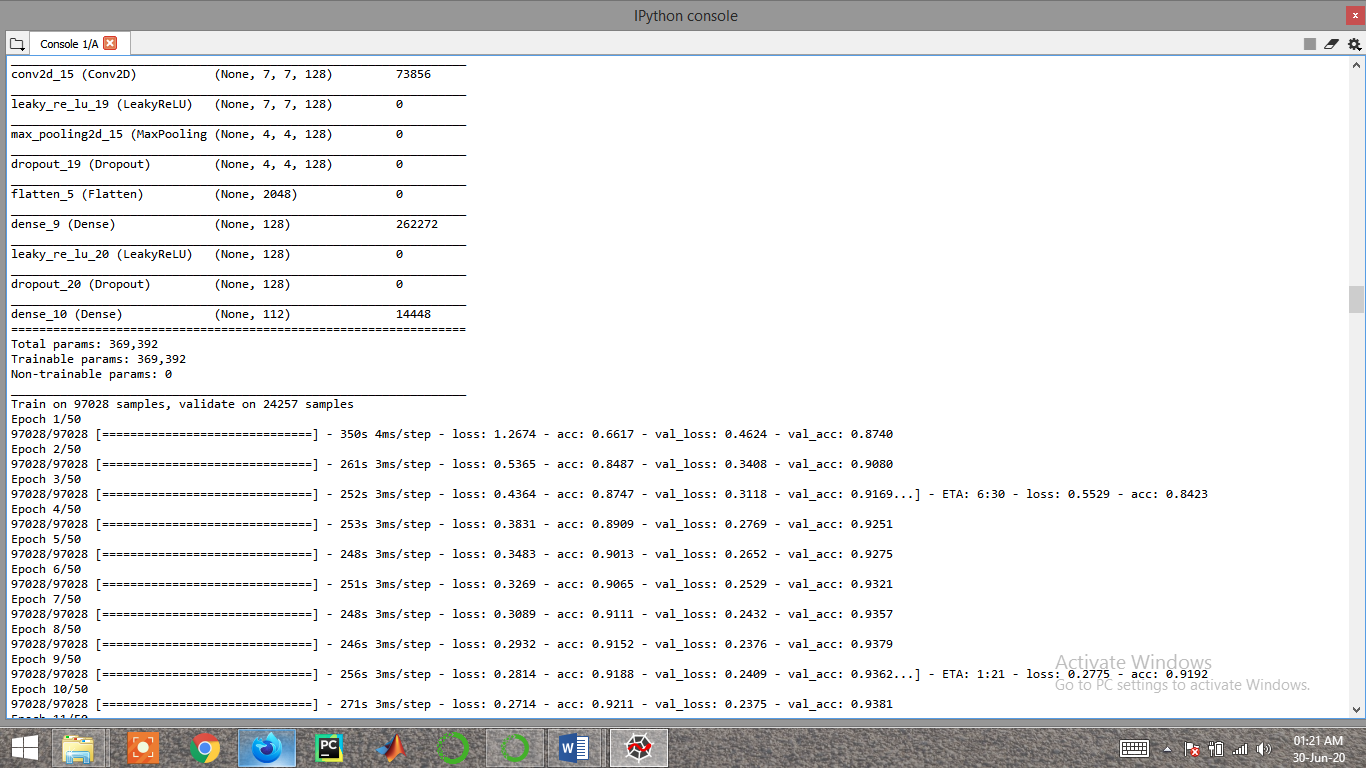 IPython console
Console 1/A
conv2d_15 (Conv2D) (None, 7, 7, 128) 73856
leaky_re_lu_19 (LeakyReLU) (None, 7, 7, 128) 0
max_pooling2d_15 (MaxPooling (None, 4, 4, 128) 0
dropout_19 (Dropout) (None, 4, 4, 128) 0
flatten_5 (Flatten) (None, 2048) 0
dense_9 (Dense) (None, 128) 262272
leaky_re_lu_20 (LeakyReLU) (None, 128) 0
dropout_20 (Dropout) (None, 128) 0
dense_10 (Dense) (None, 112) 14448
=================================================================
Total params: 369,392
Trainable params: 369,392
Non-trainable params: 0
Train on 97028 samples, validate on 24257 samples
Epoch 1/50
97028/97028 [==============================] - 350s 4ms/step - loss: 1.2674 - acc: 0.6617 - val_loss: 0.4624 - val_acc: 0.8740
Epoch 2/50
97028/97028 [==============================] - 261s 3ms/step - loss: 0.5365 - acc: 0.8487 - val_loss: 0.3408 - val_acc: 0.9080
Epoch 3/50
97028/97028 [==============================] - 252s 3ms/step - loss: 0.4364 - acc: 0.8747 - val_loss: 0.3118 - val_acc: 0.9169...] - ETA: 6:30 - loss: 0.5529 - acc: 0.8423
Epoch 4/50
97028/97028 [==============================] - 253s 3ms/step - loss: 0.3831 - acc: 0.8909 - val_loss: 0.2769 - val_acc: 0.9251
Epoch 5/50
97028/97028 [==============================] - 248s 3ms/step - loss: 0.3483 - acc: 0.9013 - val_loss: 0.2652 - val_acc: 0.9275
Epoch 6/50
97028/97028 [==============================] - 251s 3ms/step - loss: 0.3269 - acc: 0.9065 - val_loss: 0.2529 - val_acc: 0.9321
Epoch 7/50
97028/97028 [==============================] - 248s 3ms/step - loss: 0.3089 - acc: 0.9111 - val_loss: 0.2432 - val_acc: 0.9357
Epoch 8/50
97028/97028 [==============================] - 246s 3ms/step - loss: 0.2932 - acc: 0.9152 - val_loss: 0.2376 - val_acc: 0.9379
Epoch 9/50
97028/97028 [==============================] - 256s 3ms/step - loss: 0.2814 - acc: 0.9188 - val_loss: 0.2409 - val_acc: 0.9362...] - ETA: 1:21 - loss: 0.2775 - acc: 0.9192
Epoch 10/50
97028/97028 [==============================] - 271s 3ms/step - loss: 0.2714 - acc: 0.9211 - val_loss: 0.2375 - val_acc: 0.9381
Epoch 11/50
Activate Windows
Go to PC settings to activate Windows.
PC
W
01:21 AM
30-Jun-20